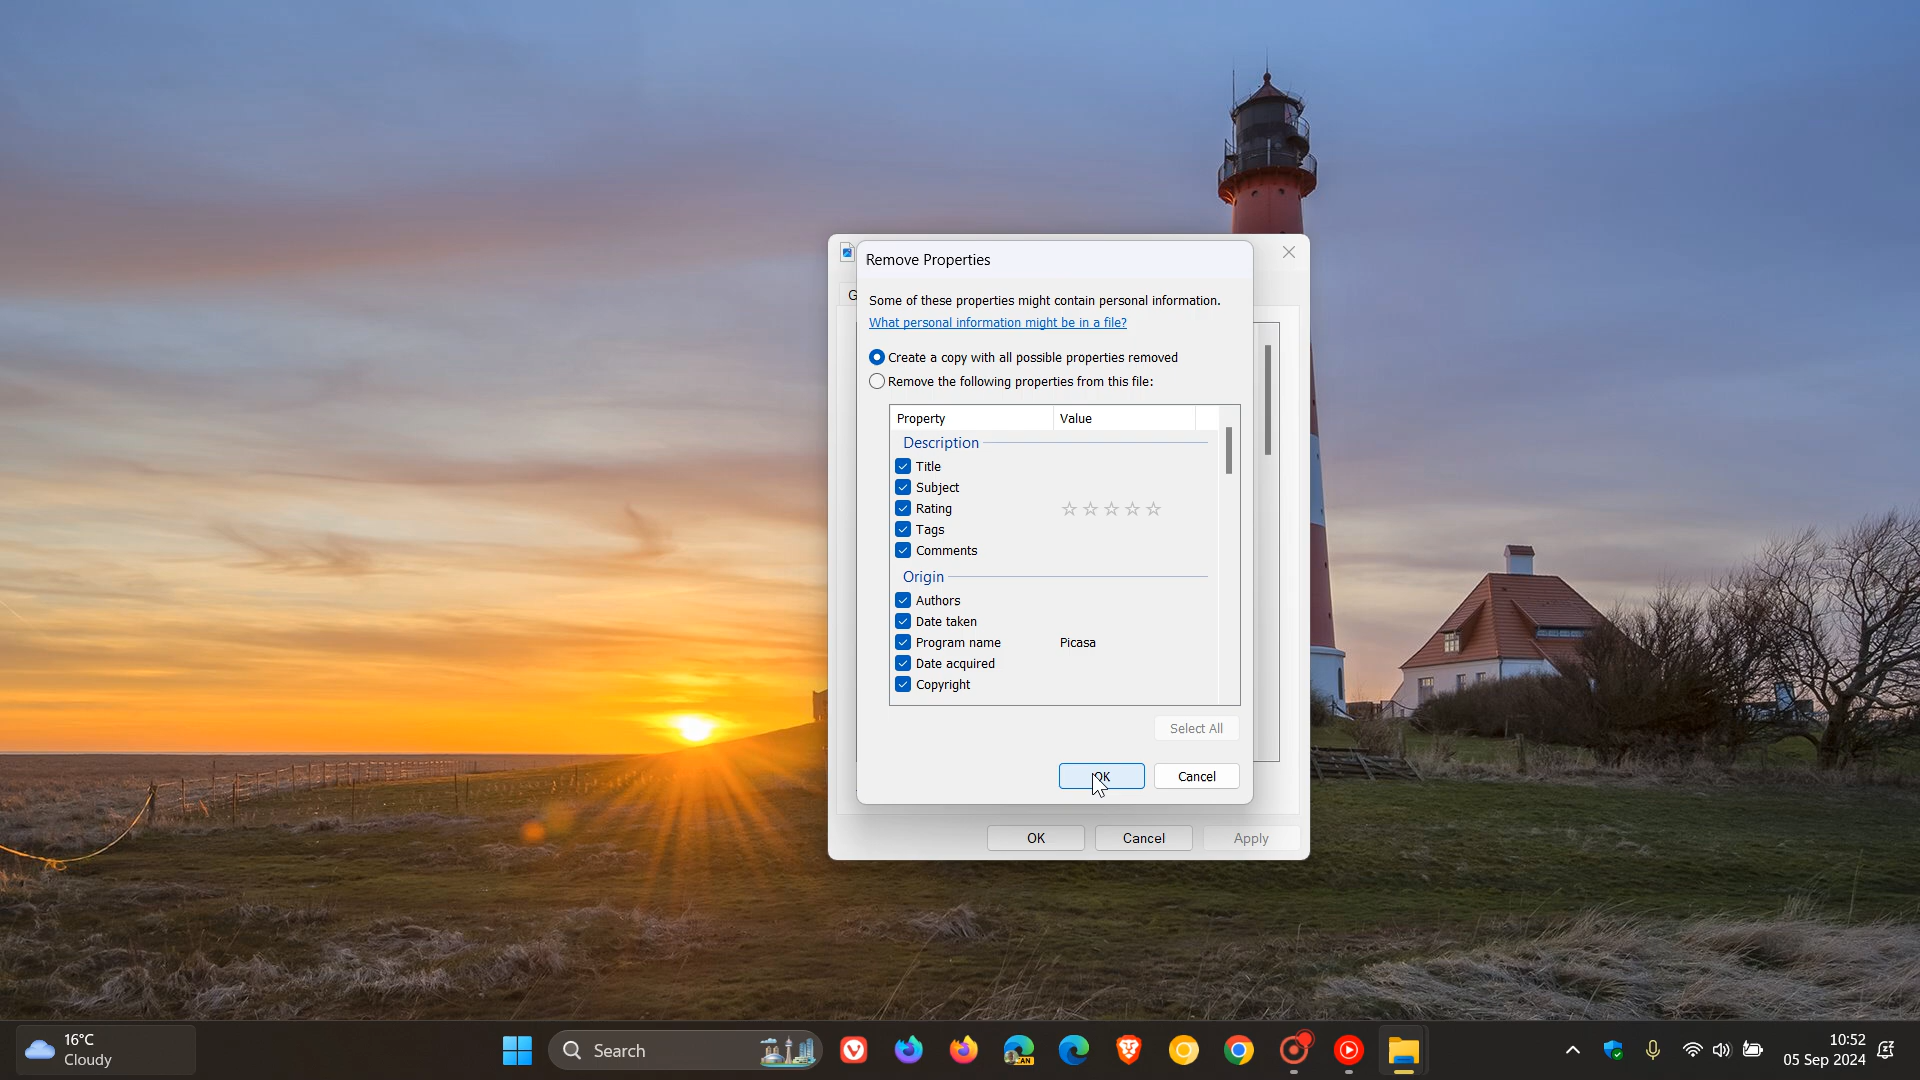 Remove Properties
G
Some of these properties might contain personal information.
What personal information might be in a file?
Create a copy with all possible properties removed
Remove the following properties from this file:
Property Value
Description
Title
Subject
Rating
Tags
Comments
Origin
Authors
Date taken
Program name Picasa
Date acquired
Copyright
Select All
OK Cancel
OK Cancel Apply
16°C
Cloudy
Search
CAN
10:52
05 Sep 2024